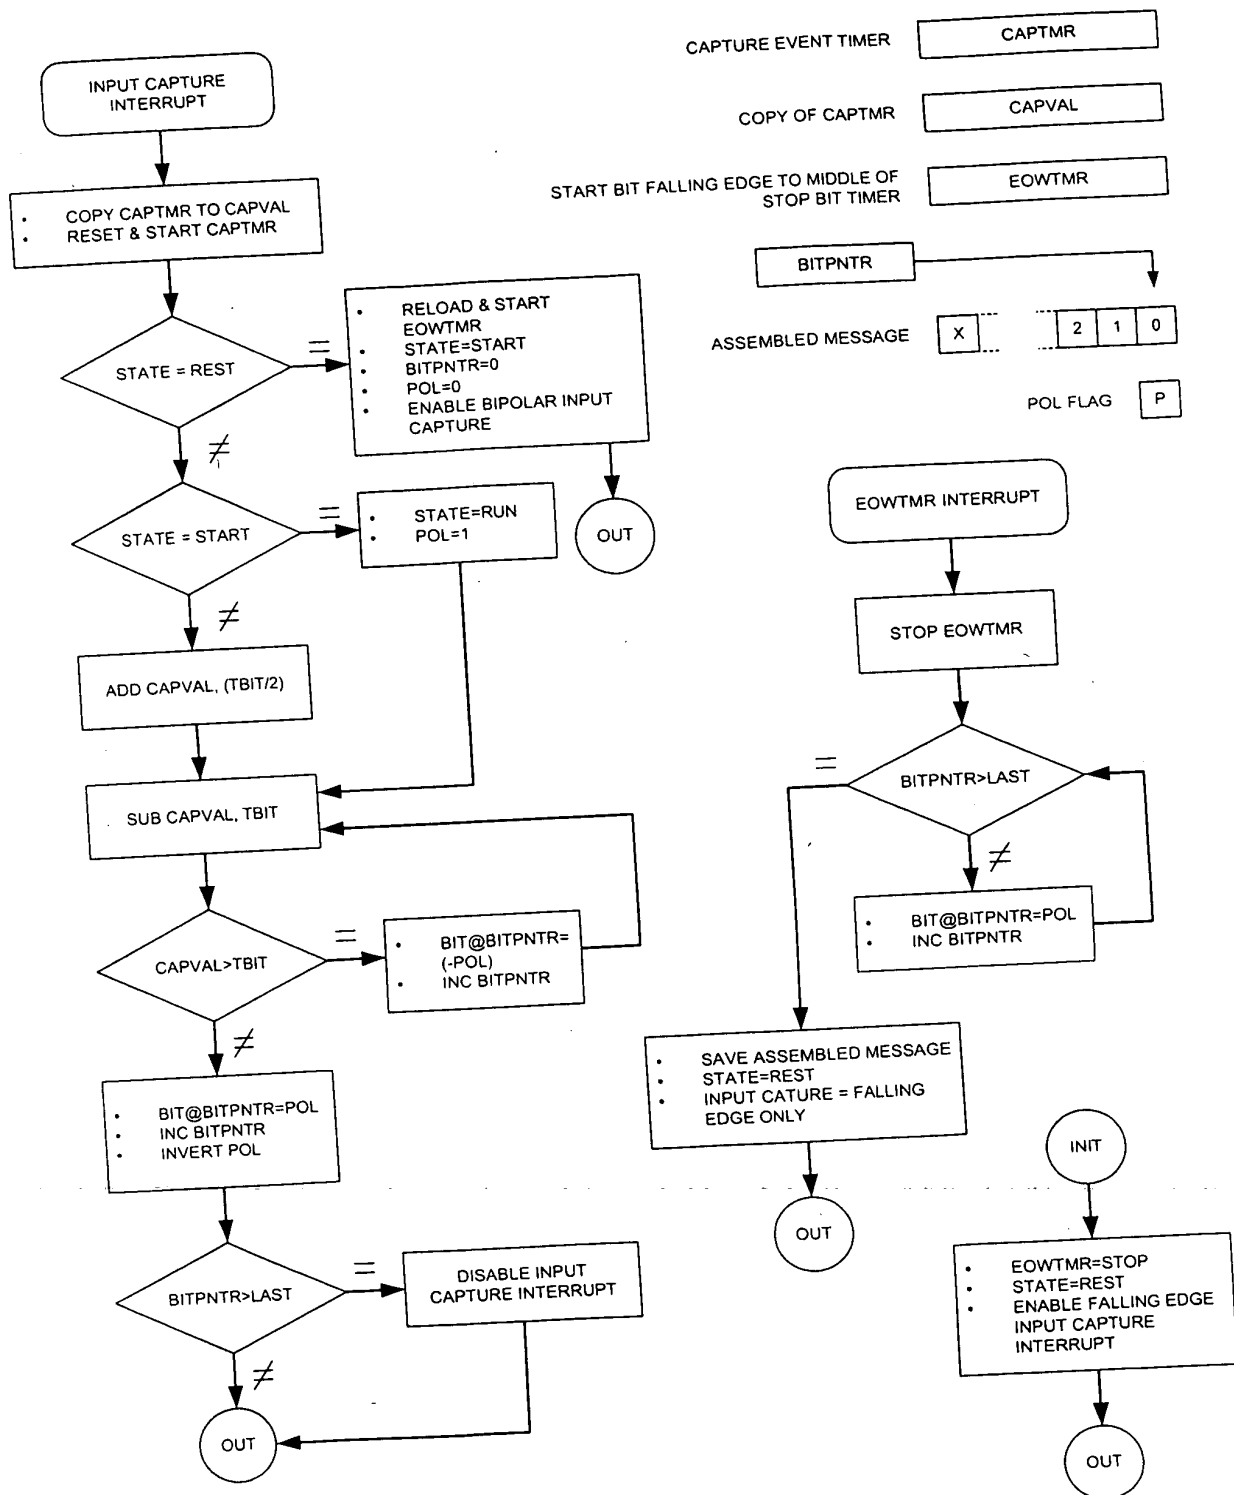 INPUT CAPTURE
INTERRUPT
• COPY CAPTMR TO CAPVAL
• RESET & START CAPTMR
STATE = REST
=
≠
• RELOAD & START
EOWTMR
• STATE=START
• BITPNTR=0
• POL=0
• ENABLE BIPOLAR INPUT
CAPTURE
OUT
STATE = START
=
≠
• STATE=RUN
• POL=1
ADD CAPVAL, (TBIT/2)
SUB CAPVAL, TBIT
CAPVAL>TBIT
=
≠
• BIT@BITPNTR=
(-POL)
• INC BITPNTR
• BIT@BITPNTR=POL
• INC BITPNTR
• INVERT POL
BITPNTR>LAST
=
≠
DISABLE INPUT
CAPTURE INTERRUPT
OUT
CAPTURE EVENT TIMER
CAPTMR
COPY OF CAPTMR
CAPVAL
START BIT FALLING EDGE TO MIDDLE OF
STOP BIT TIMER
EOWTMR
BITPNTR
ASSEMBLED MESSAGE
X 2 1 0
POL FLAG
P
EOWTMR INTERRUPT
STOP EOWTMR
BITPNTR>LAST
=
≠
• BIT@BITPNTR=POL
• INC BITPNTR
• SAVE ASSEMBLED MESSAGE
• STATE=REST
• INPUT CATURE = FALLING
EDGE ONLY
OUT
INIT
• EOWTMR=STOP
• STATE=REST
• ENABLE FALLING EDGE
INPUT CAPTURE
INTERRUPT
OUT